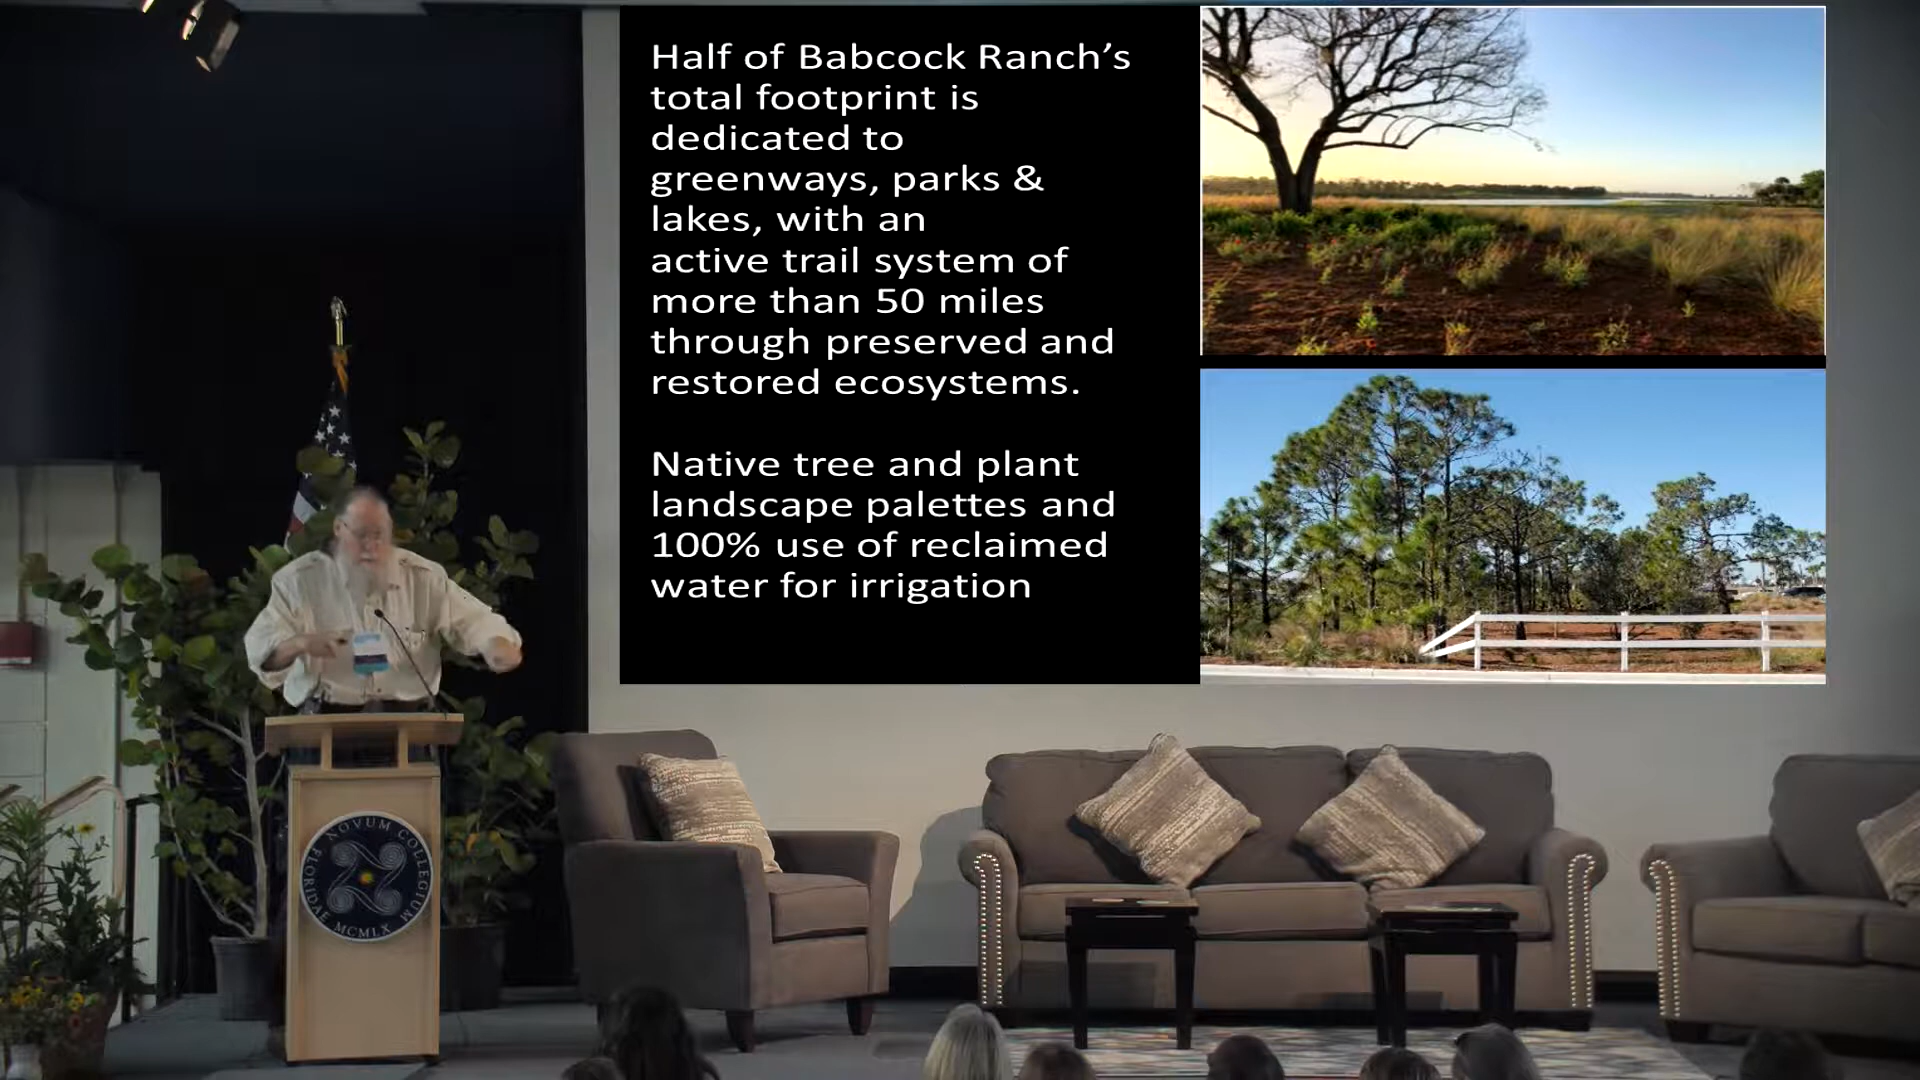 Half of Babcock Ranch’s
total footprint is
dedicated to
greenways, parks &
lakes, with an
active trail system of
more than 50 miles
through preserved and
restored ecosystems.
Native tree and plant
landscape palettes and
100% use of reclaimed
water for irrigation
NOVUM COLLEGIUM FLORIDAE
MCMLX